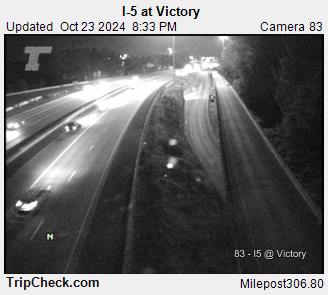 I-5 at Victory
Updated Oct 23 2024 8:33 PM Camera 83
T
N
83 - I5 @ Victory
TripCheck.com Milepost306.80